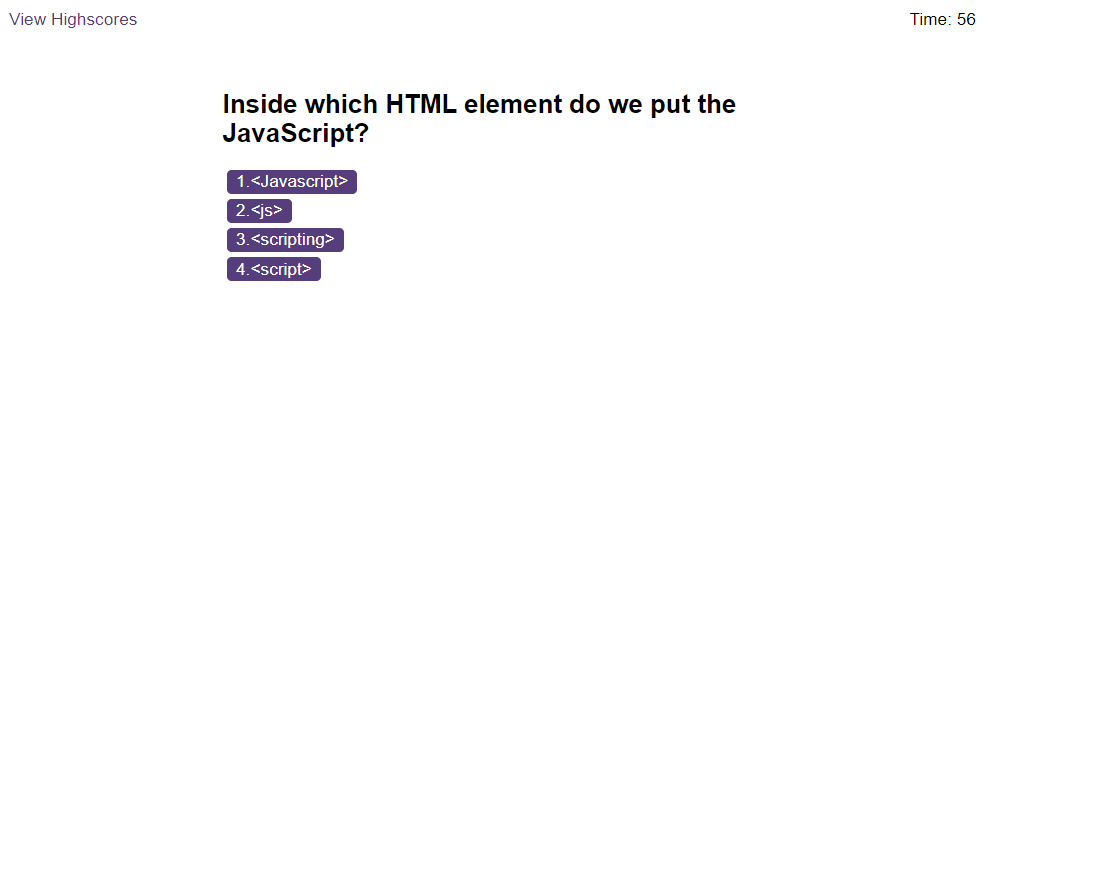 View Highscores
Time: 56
Inside which HTML element do we put the
JavaScript?
1.<Javascript>
2.<js>
3.<scripting>
4.<script>